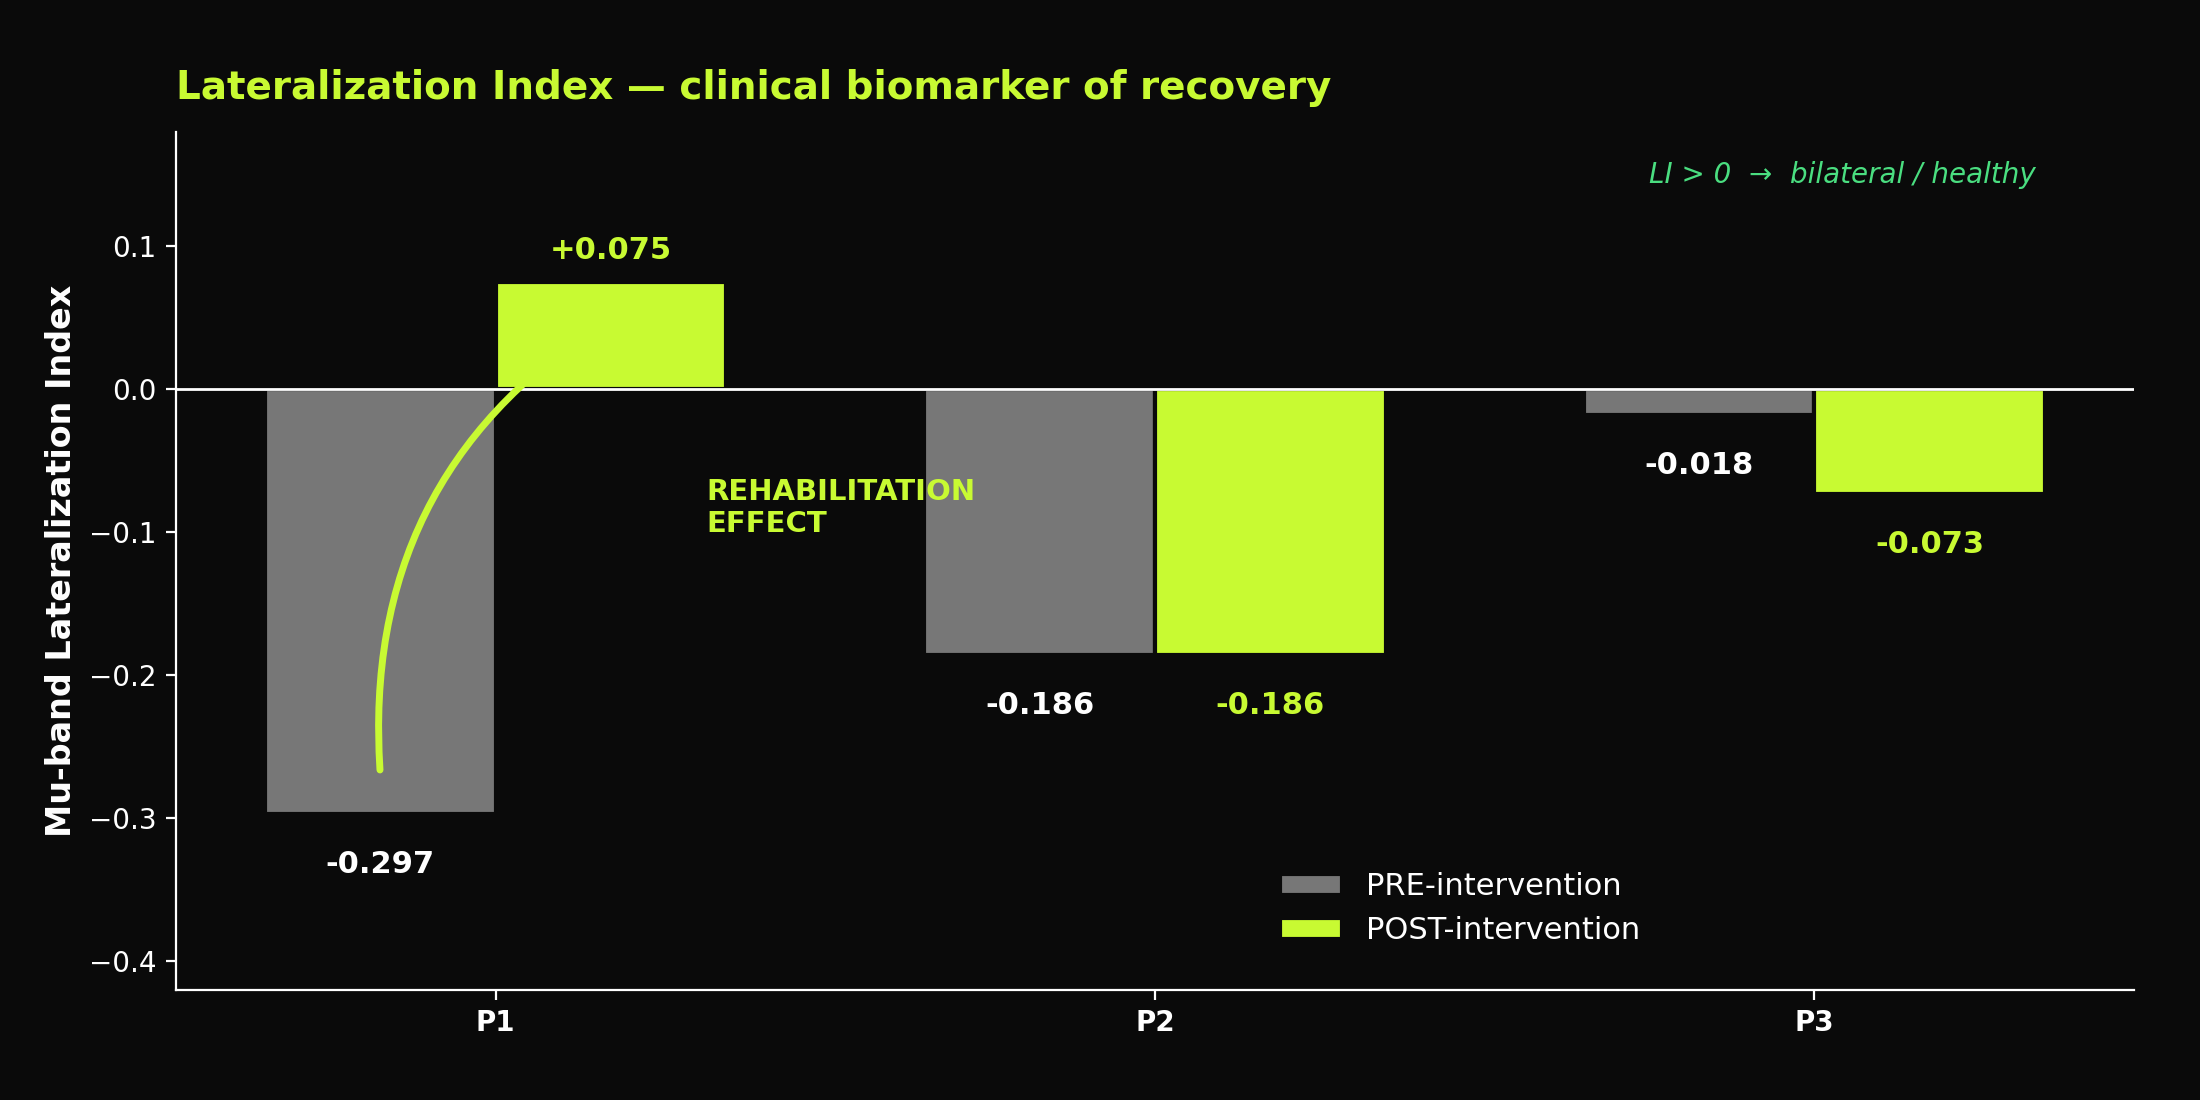 Lateralization Index — clinical biomarker of recovery
LI > 0 → bilateral / healthy
Mu-band Lateralization Index
0.1
0.0
−0.1
−0.2
−0.3
−0.4
+0.075
-0.297
REHABILITATION
EFFECT
-0.186
-0.186
-0.018
-0.073
PRE-intervention
POST-intervention
P1
P2
P3